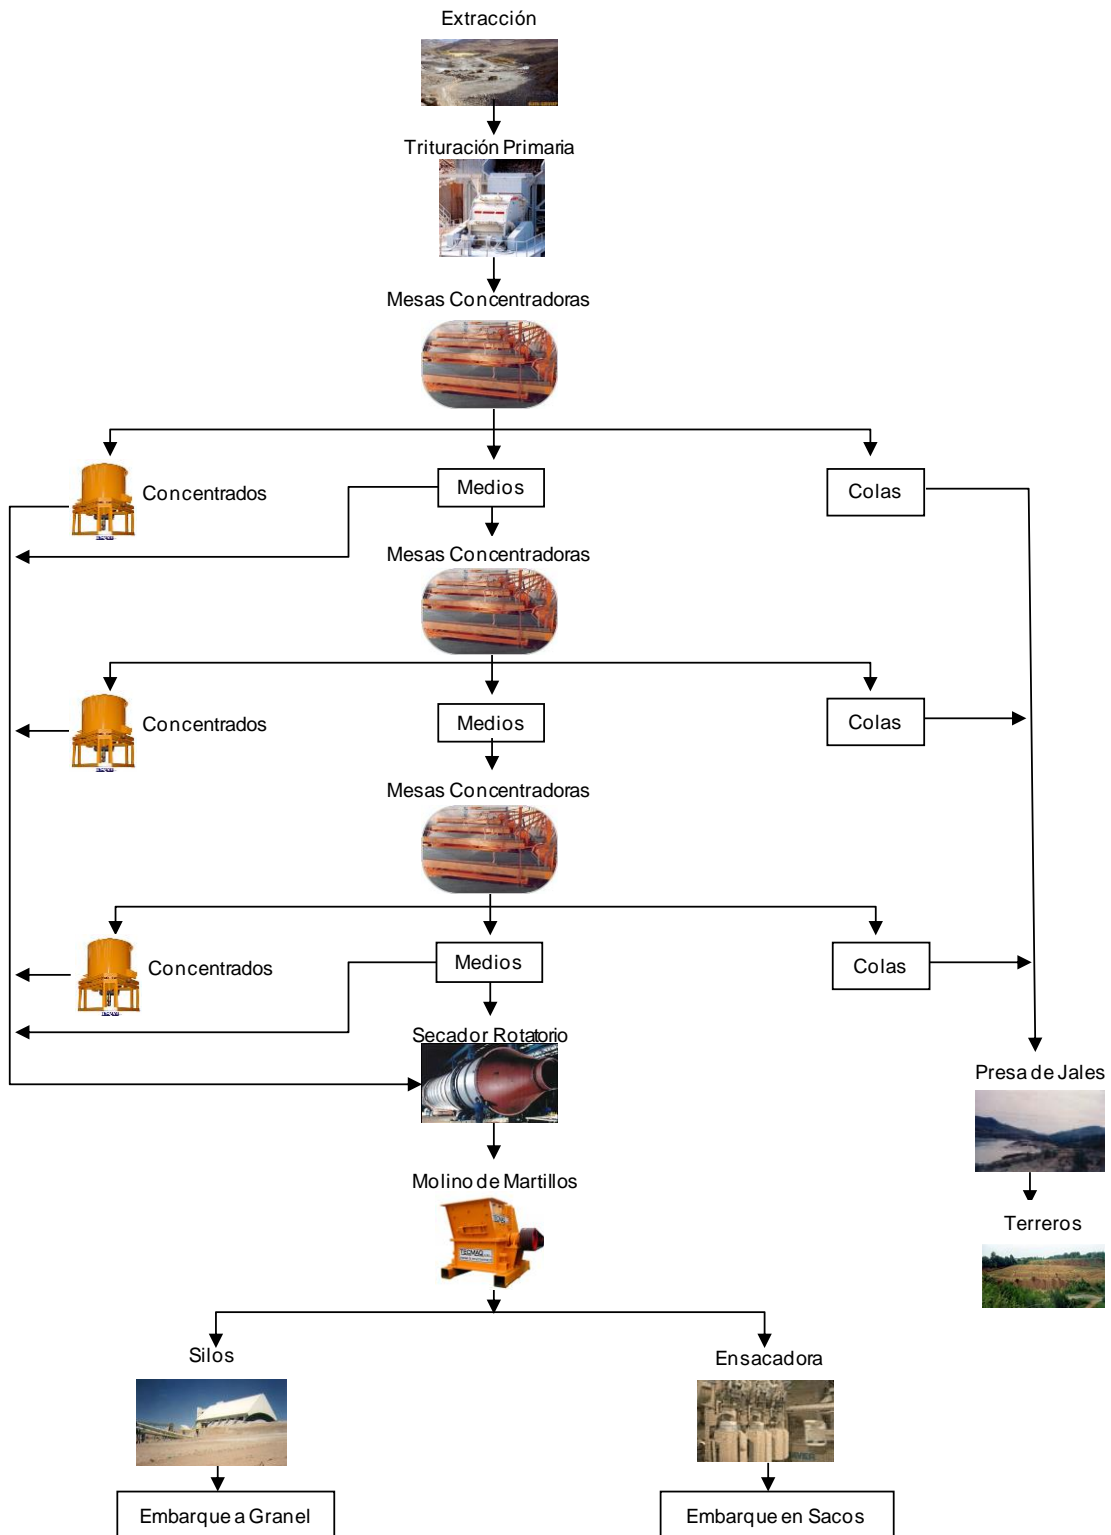 Extracción
Trituración Primaria
Mesas Concentradoras
Concentrados
Medios
Colas
Mesas Concentradoras
Concentrados
Medios
Colas
Mesas Concentradoras
Concentrados
Medios
Colas
Secador Rotatorio
Presa de Jales
Molino de Martillos
TECMAQ
Terreros
Silos
Ensacadora
Embarque a Granel
Embarque en Sacos